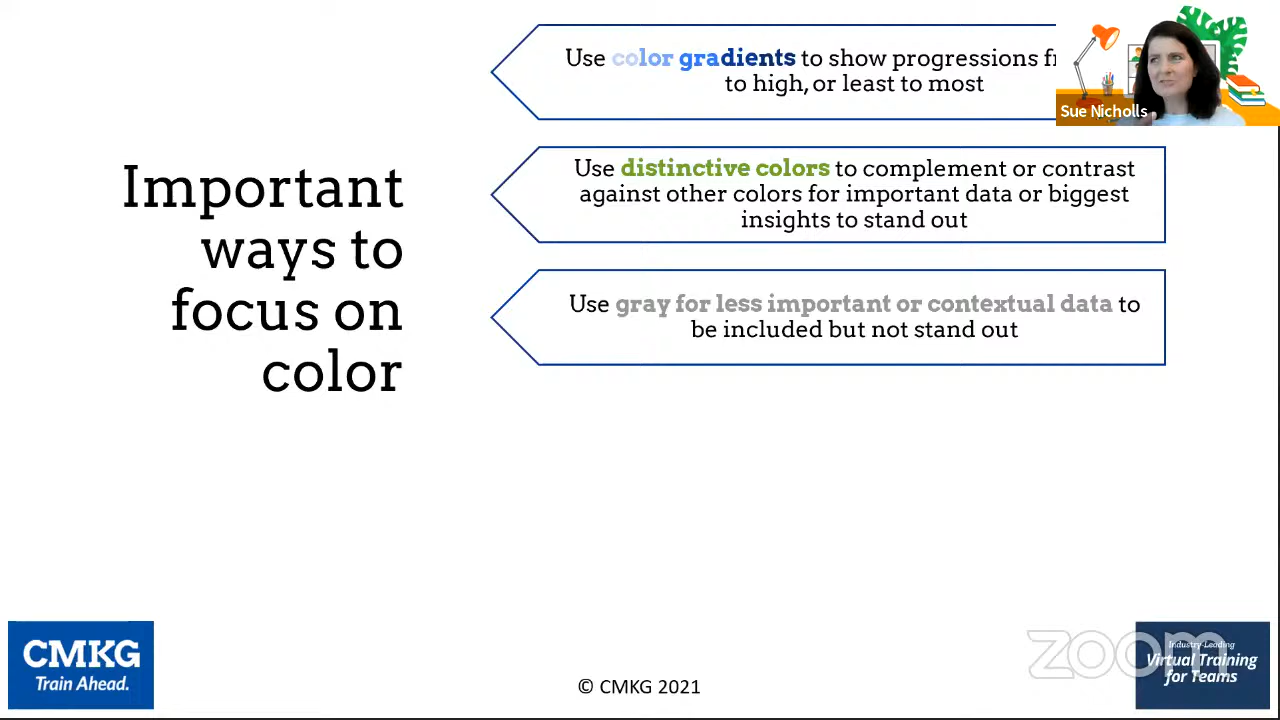 Important
ways to
focus on
color
Use color gradients to show progressions
to high, or least to most
Use distinctive colors to complement or contrast
against other colors for important data or biggest
insights to stand out
Use gray for less important or contextual data to
be included but not stand out
Sue Nicholls
CMKG
Train Ahead.
© CMKG 2021
zoom
Industry-Leading
Virtual Training
for Teams